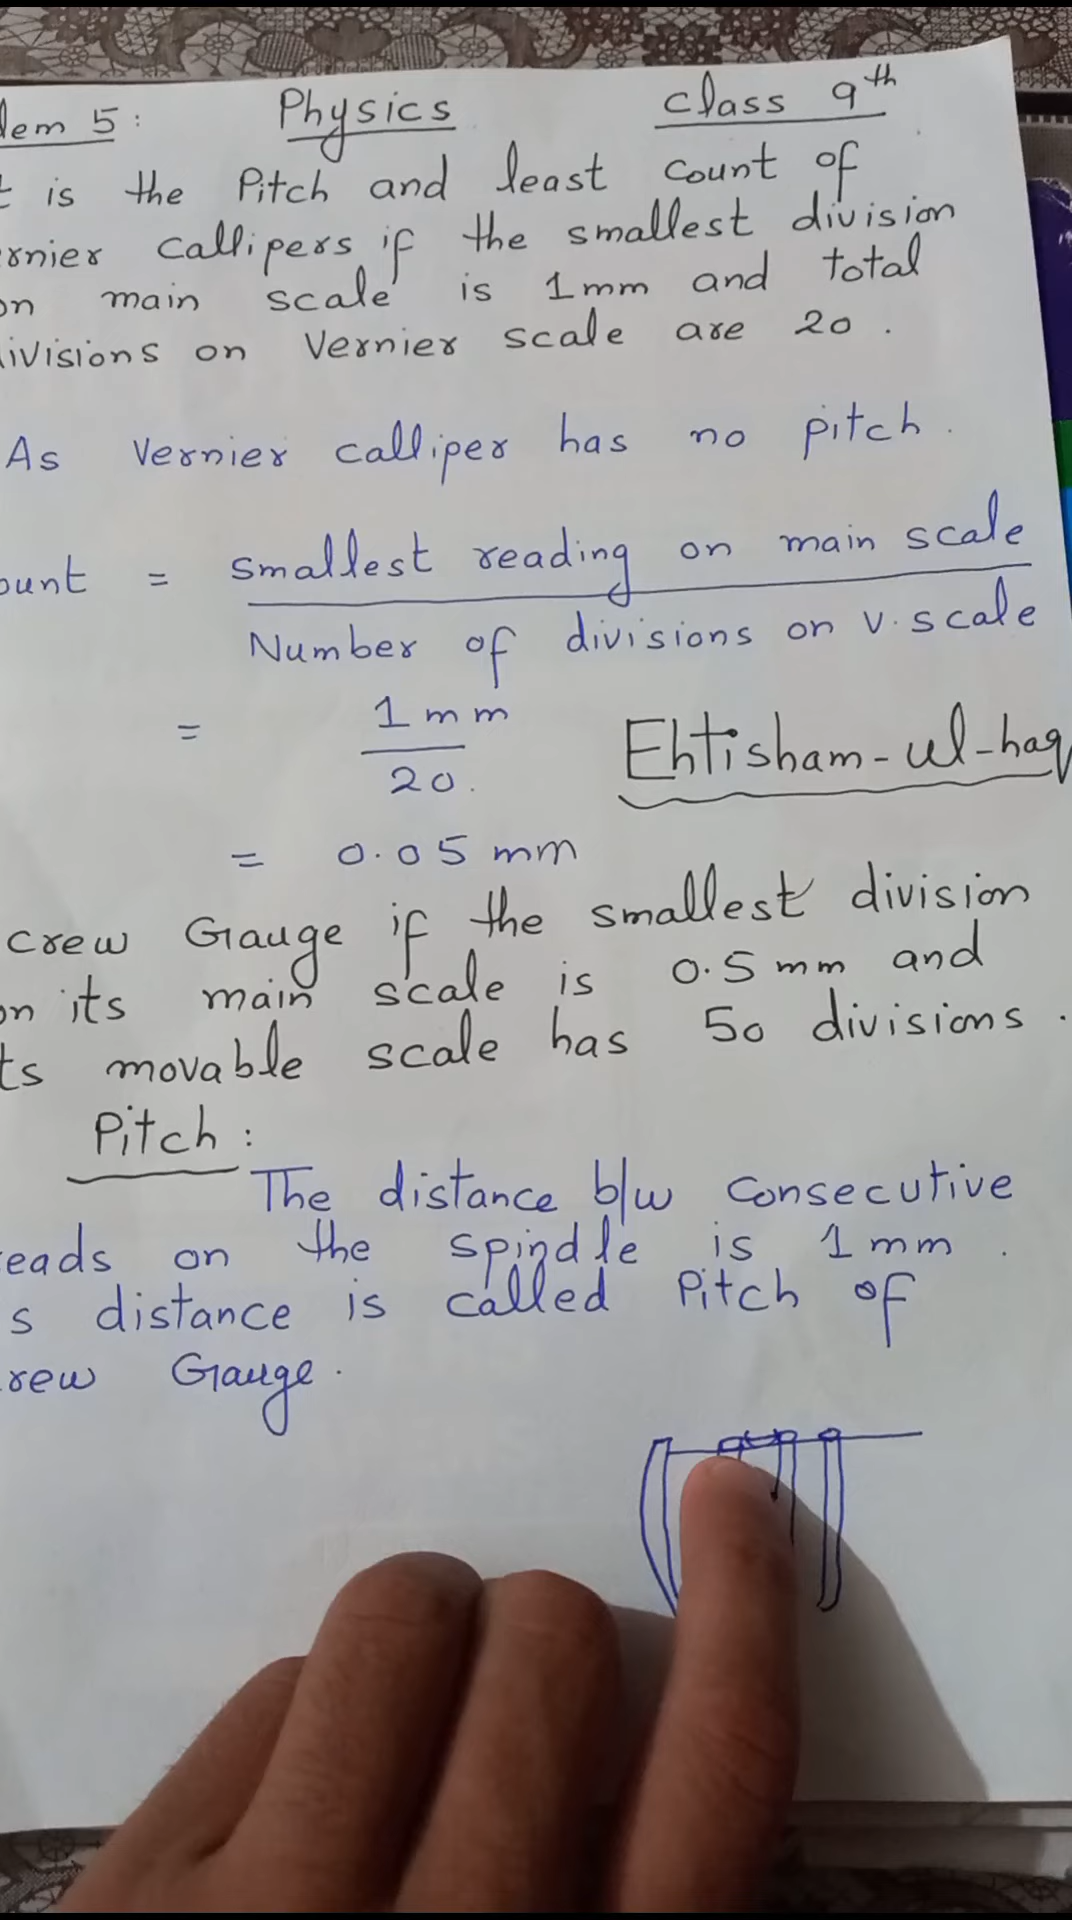 lem 5: Physics class 9th
t is the Pitch and least count of
ernier callipers if the smallest division
on main scale is 1mm and total
divisions on Vernier scale are 20.
As Vernier calliper has no pitch.
ount = smallest reading on main scale
Number of divisions on v.scale
= 1mm
20.
Ehtisham-ul-haq
= 0.05 mm
crew Gauge if the smallest division
on its main scale is 0.5mm and
ts movable scale has 50 divisions.
Pitch:
The distance b/w consecutive
eads on the spindle is 1mm.
s distance is called Pitch of
rew Gauge.